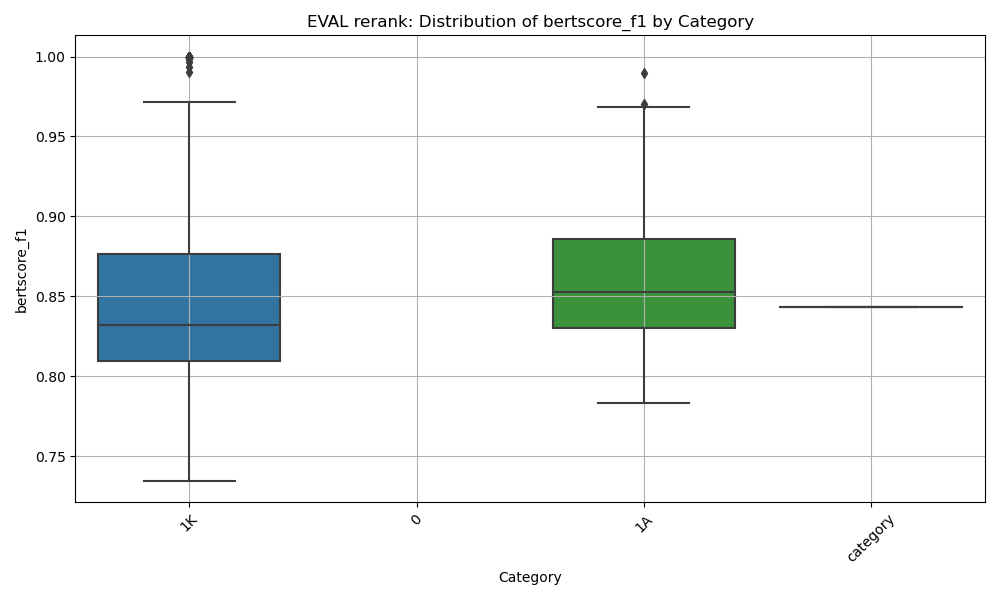 EVAL rerank: Distribution of bertscore_f1 by Category
1.00
0.95
0.90
0.85
0.80
0.75
bertscore_f1
1K
0
1A
category
Category